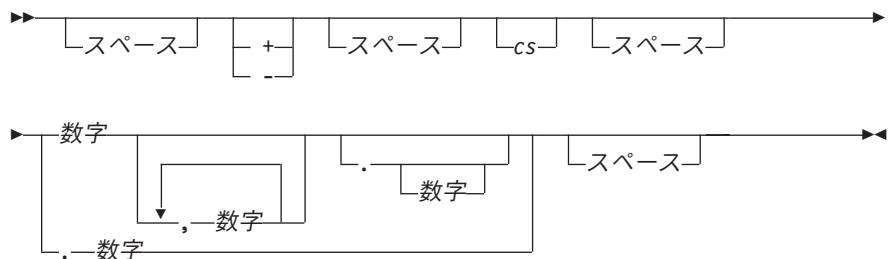 スペース + スペース cs スペース
-
数字 . スペース
数字
, 数字
. 数字